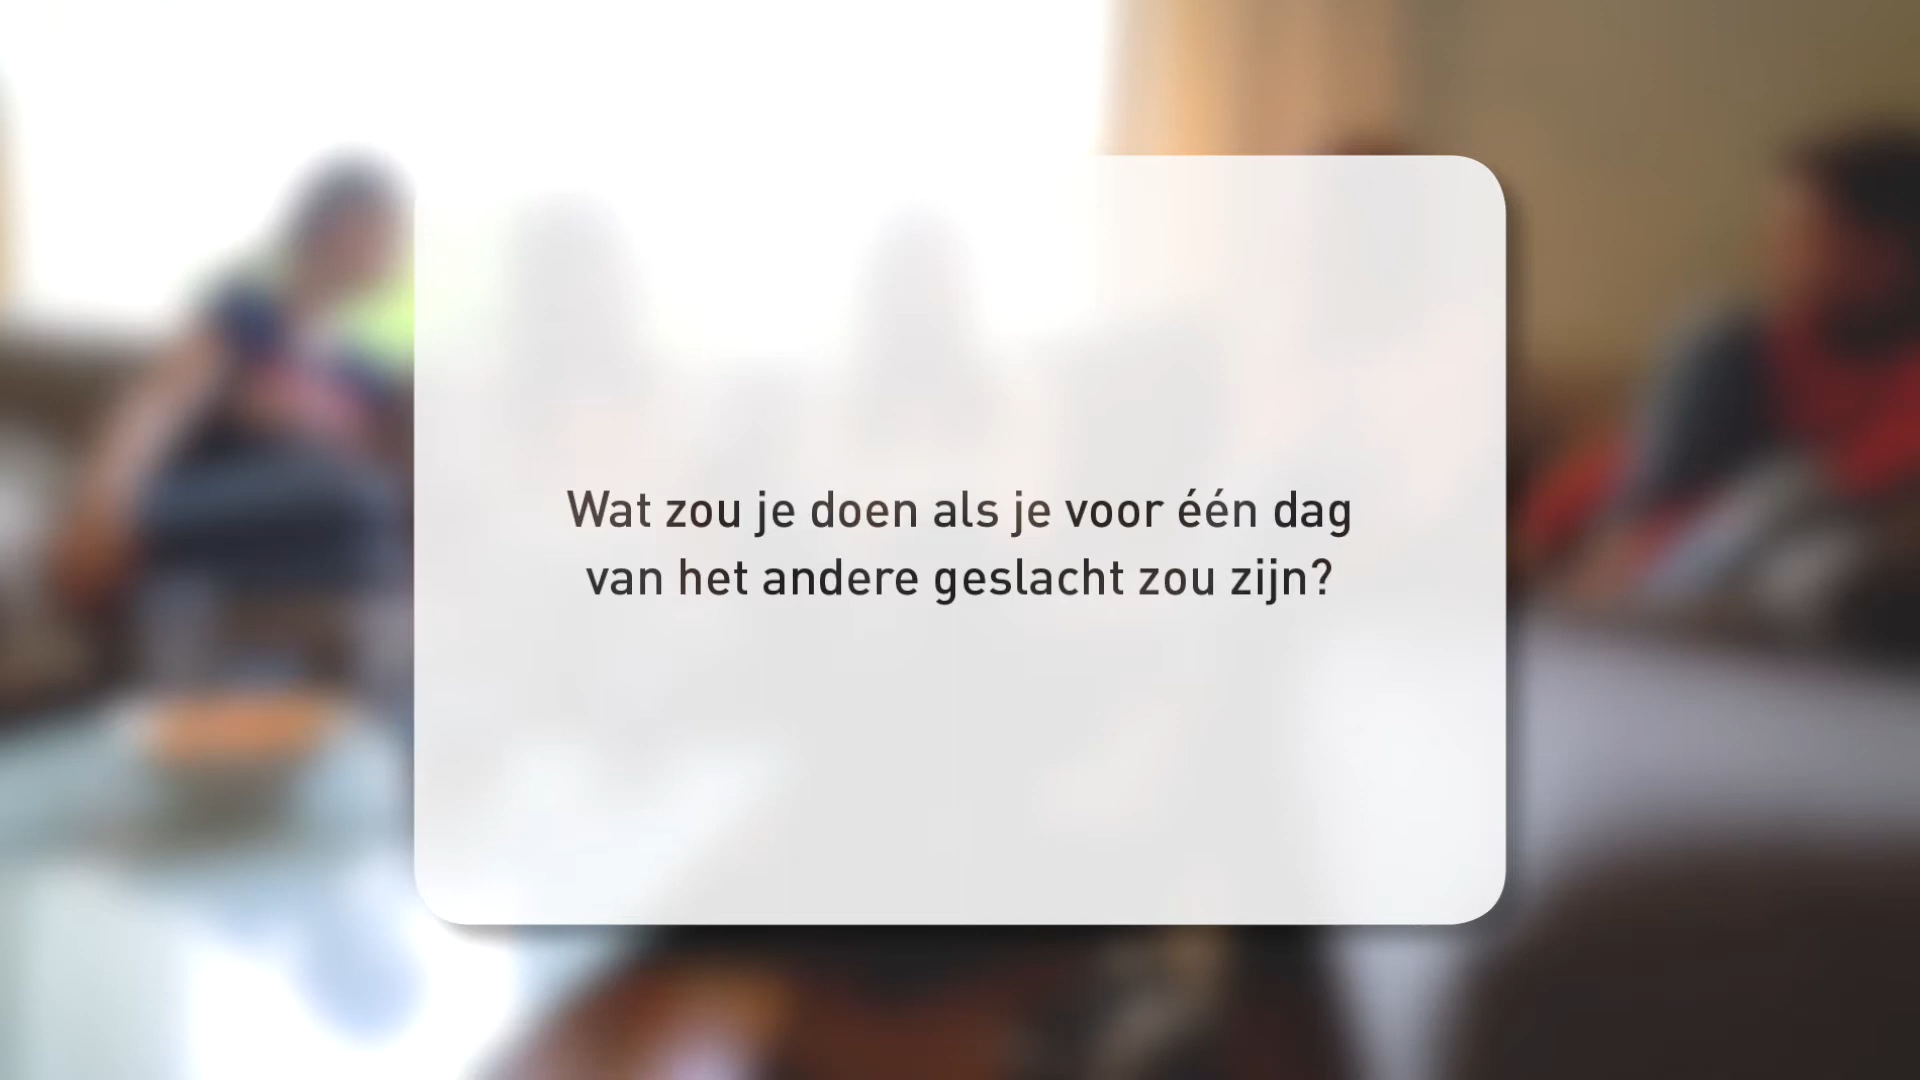 Wat zou je doen als je voor één dag
van het andere geslacht zou zijn?